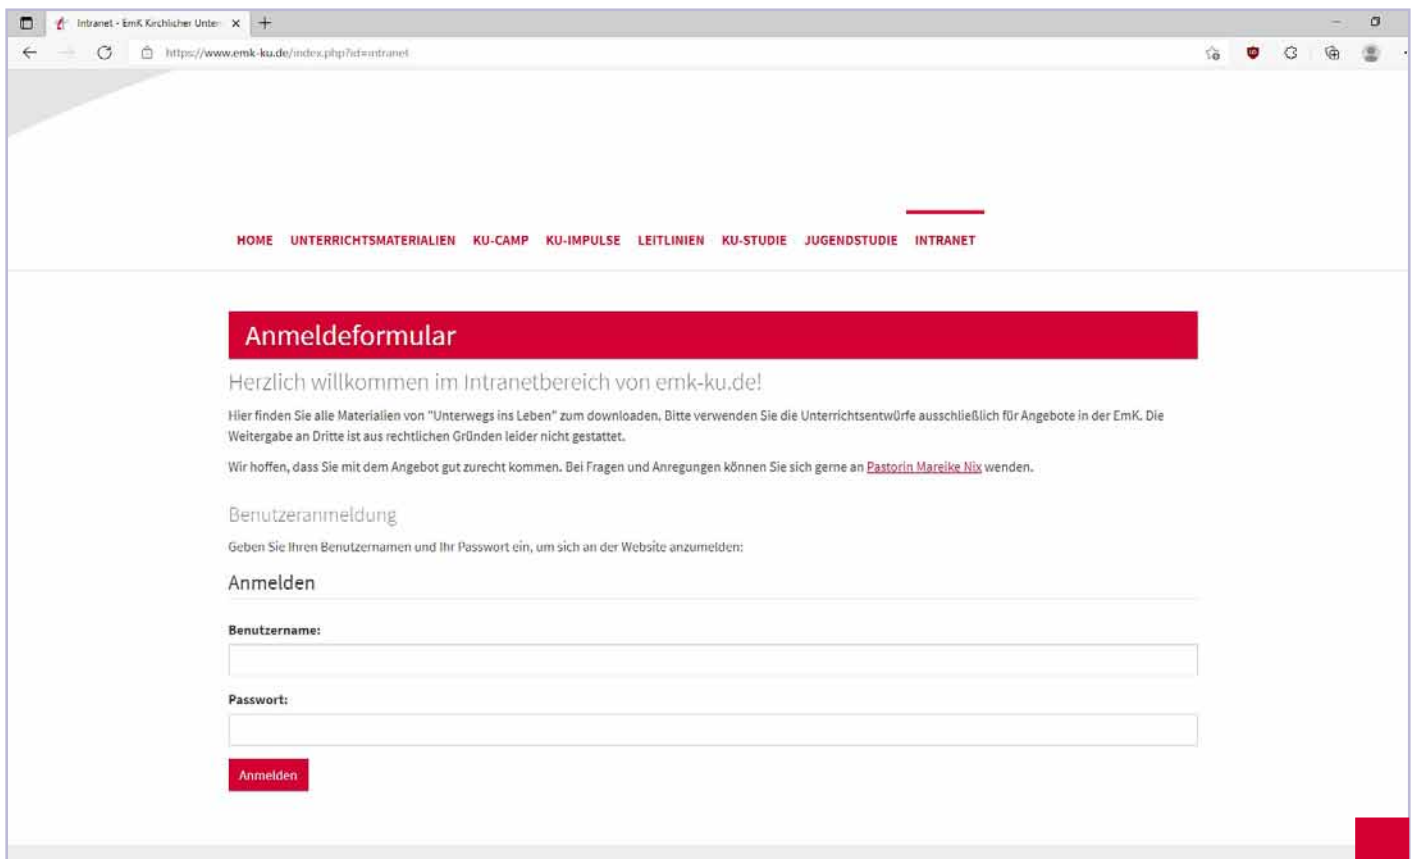 Intranet - EmK Kirchlicher Unter
https://www.emk-ku.de/index.php?id=intranet
HOME UNTERRICHTSMATERIALIEN KU-CAMP KU-IMPULSE LEITLINIEN KU-STUDIE JUGENDSTUDIE INTRANET
Anmeldeformular
Herzlich willkommen im Intranetbereich von emk-ku.de!
Hier finden Sie alle Materialien von "Unterwegs ins Leben" zum downloaden. Bitte verwenden Sie die Unterrichtsentwürfe ausschließlich für Angebote in der EmK. Die
Weitergabe an Dritte ist aus rechtlichen Gründen leider nicht gestattet.
Wir hoffen, dass Sie mit dem Angebot gut zurecht kommen. Bei Fragen und Anregungen können Sie sich gerne an Pastorin Mareike Nix wenden.
Benutzeranmeldung
Geben Sie Ihren Benutzernamen und Ihr Passwort ein, um sich an der Website anzumelden:
Anmelden
Benutzername:
Passwort:
Anmelden